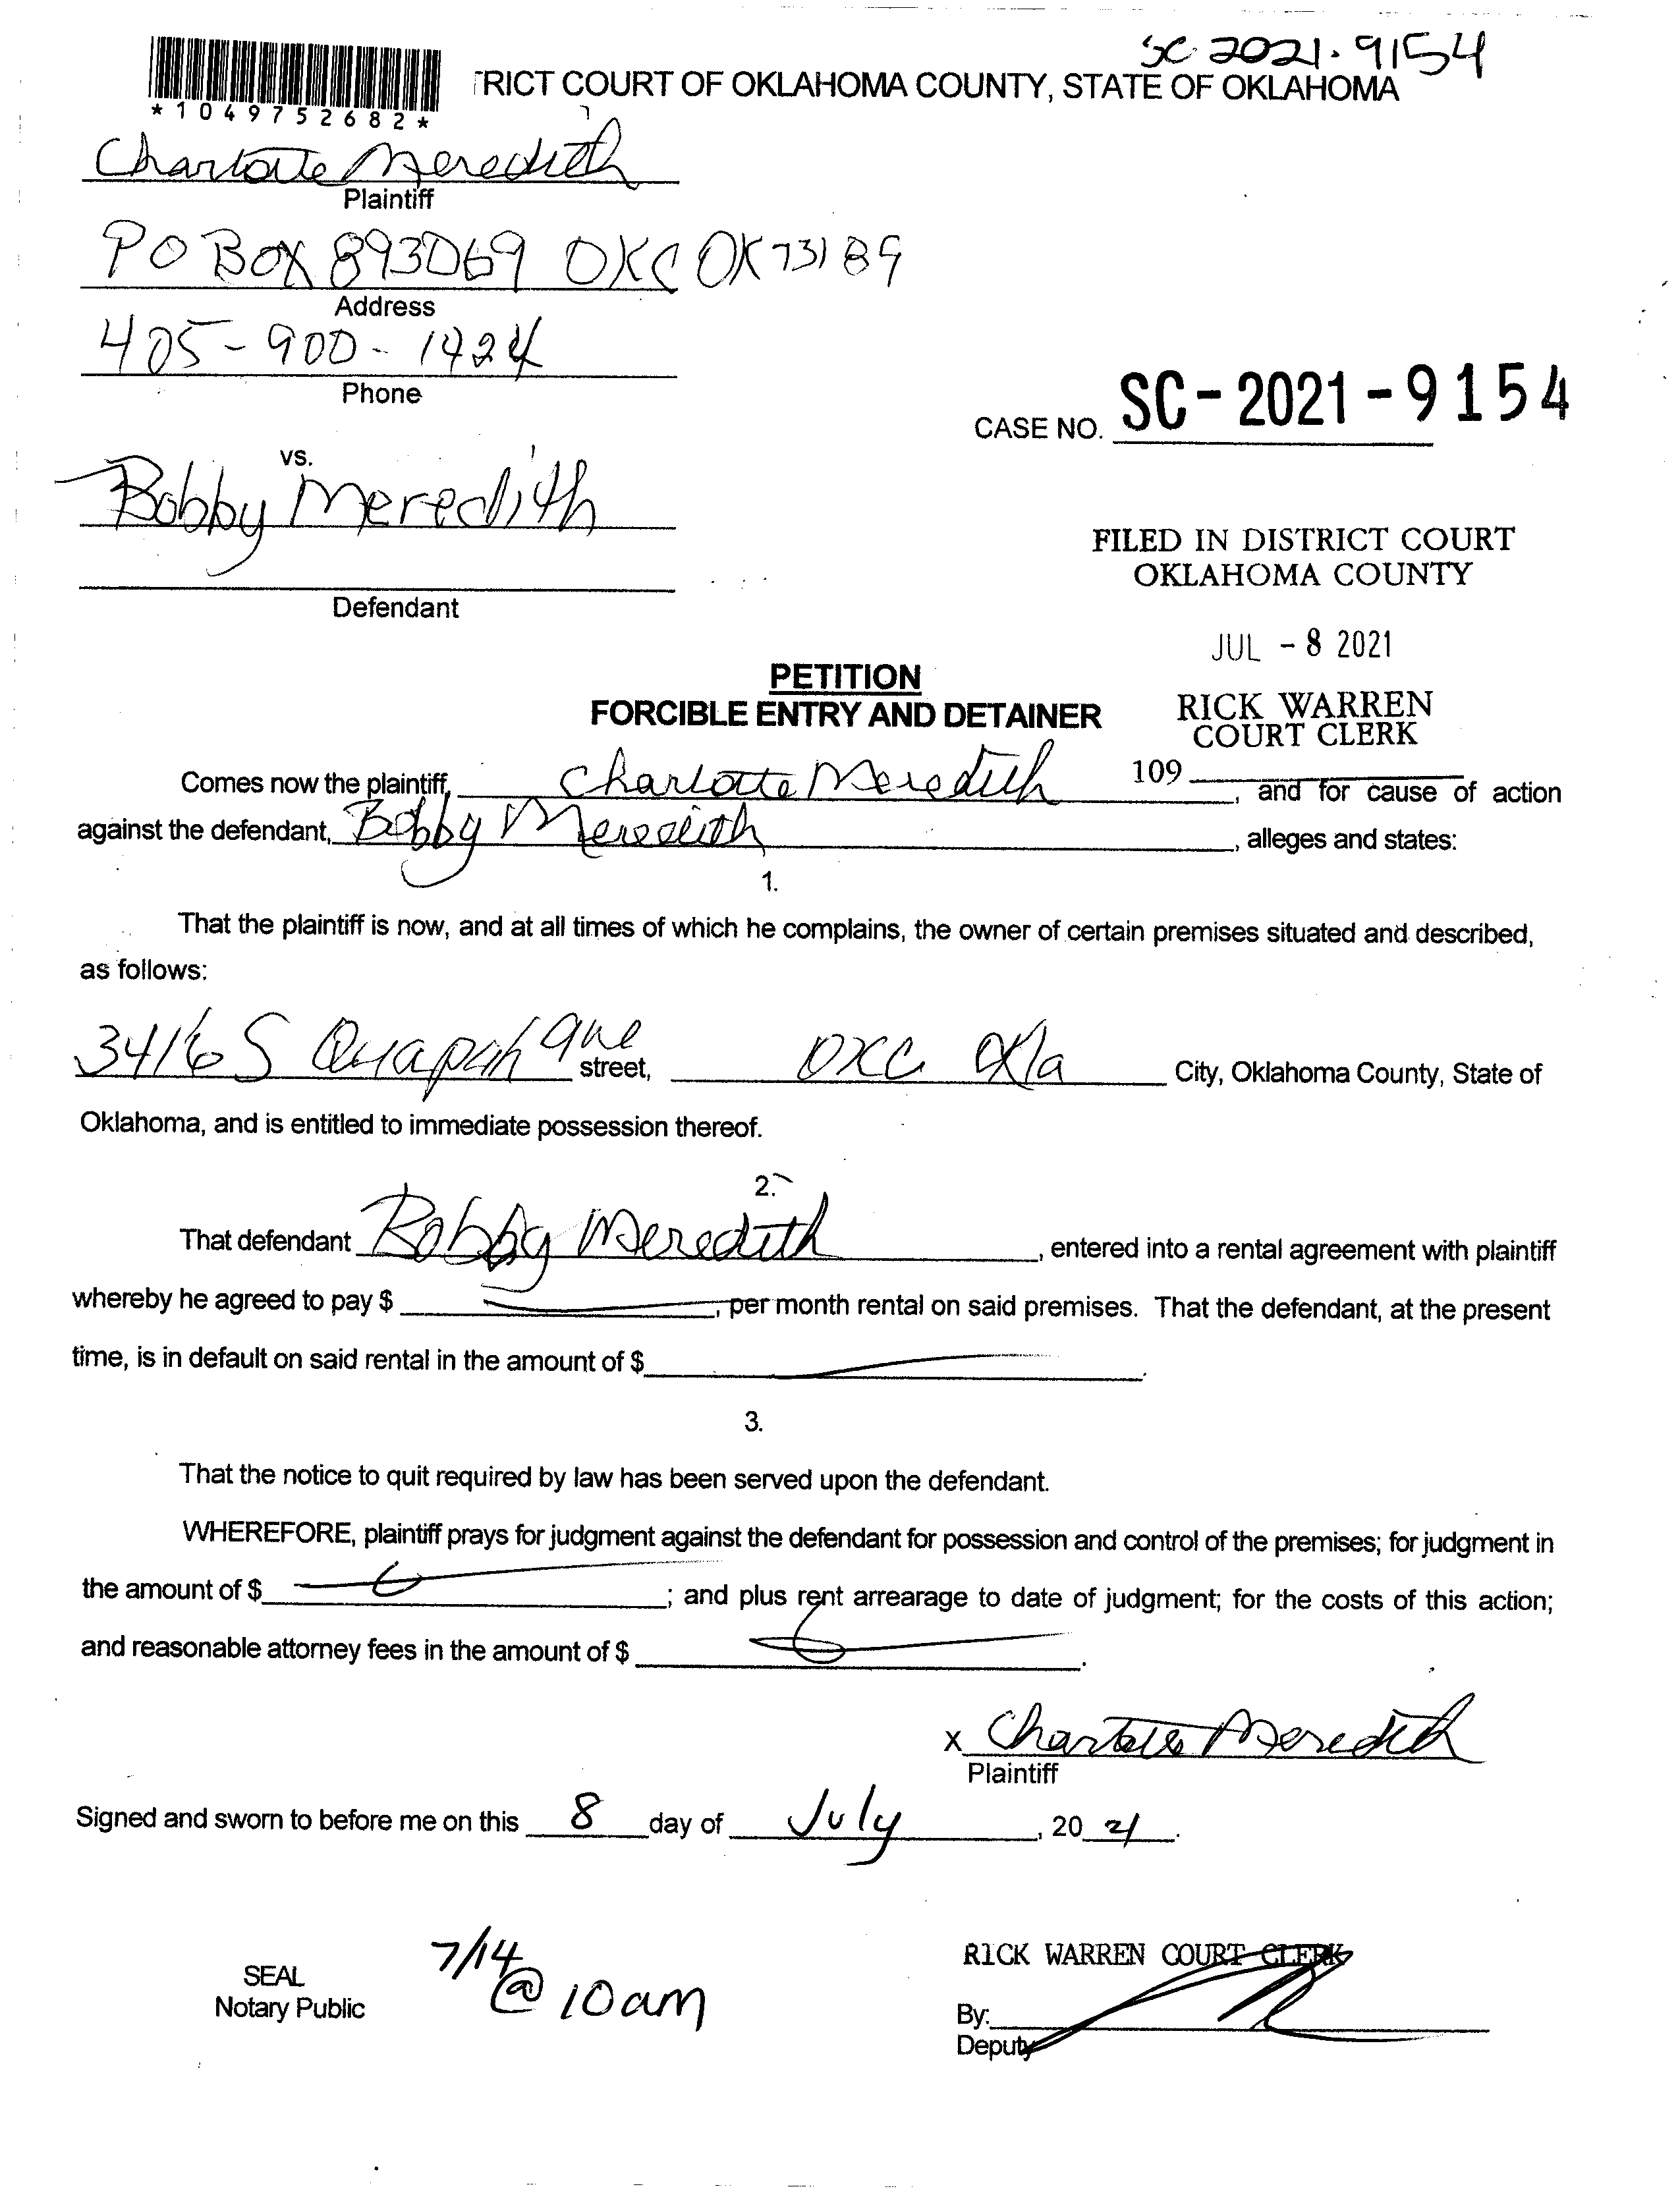 SC-2021-9154
TRICT COURT OF OKLAHOMA COUNTY, STATE OF OKLAHOMA
*1049752682*
Charlotte Meredith
Plaintiff
PO Box 893069 OKC OK 73189
Address
405-900-1424
Phone
CASE NO. SC-2021-9154
vs.
Bobby Meredith
Defendant
FILED IN DISTRICT COURT
OKLAHOMA COUNTY
JUL -8 2021
RICK WARREN
COURT CLERK
109
PETITION
FORCIBLE ENTRY AND DETAINER
Comes now the plaintiff, Charlotte Meredith, and for cause of action
against the defendant, Bobby Meredith, alleges and states:
1.
That the plaintiff is now, and at all times of which he complains, the owner of certain premises situated and described,
as follows:
3416 S Quapah Ave street, OKC Okla City, Oklahoma County, State of
Oklahoma, and is entitled to immediate possession thereof.
2.
That defendant Bobby Meredith, entered into a rental agreement with plaintiff
whereby he agreed to pay $, per month rental on said premises. That the defendant, at the present
time, is in default on said rental in the amount of $.
3.
That the notice to quit required by law has been served upon the defendant.
WHEREFORE, plaintiff prays for judgment against the defendant for possession and control of the premises; for judgment in
the amount of $; and plus rent arrearage to date of judgment; for the costs of this action;
and reasonable attorney fees in the amount of $.
x Charlotte Meredith
Plaintiff
Signed and sworn to before me on this 8 day of July, 2021.
7/14
@ 10am
SEAL
Notary Public
RICK WARREN COURT CLERK
By:
Deputy